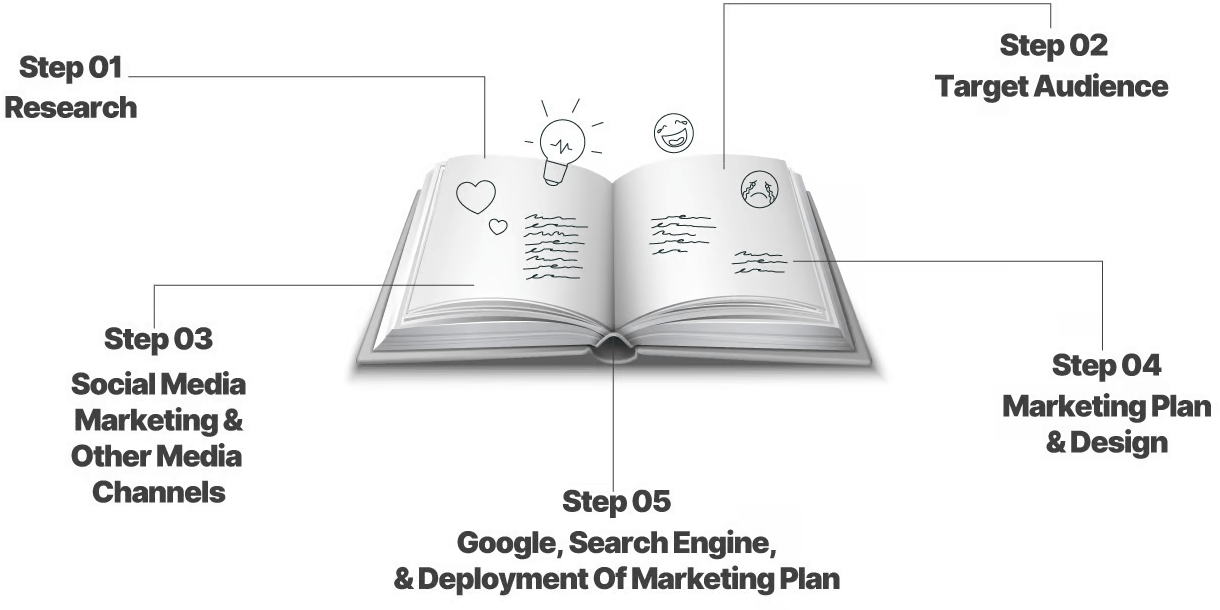 Step 01
Research
Step 02
Target Audience
Step 03
Social Media
Marketing &
Other Media
Channels
Step 04
Marketing Plan
& Design
Step 05
Google, Search Engine,
& Deployment Of Marketing Plan